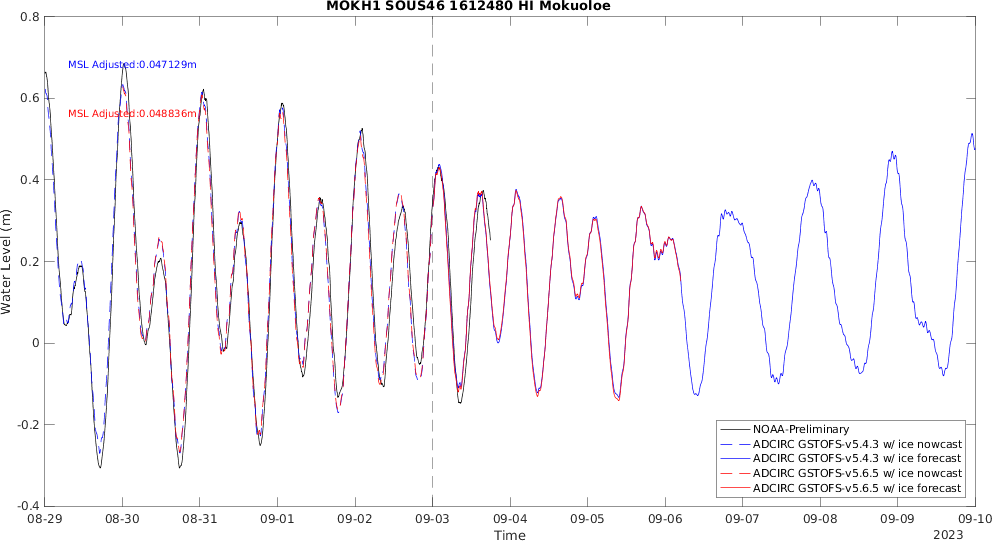 MOKH1 SOUS46 1612480 HI Mokuoloe
0.8
0.6
0.4
0.2
0
-0.2
-0.4
Water Level (m)
MSL Adjusted:0.047129m
MSL Adjusted:0.048836m
NOAA-Preliminary
ADCIRC GSTOFS-v5.4.3 w/ ice nowcast
ADCIRC GSTOFS-v5.4.3 w/ ice forecast
ADCIRC GSTOFS-v5.6.5 w/ ice nowcast
ADCIRC GSTOFS-v5.6.5 w/ ice forecast
08-29 08-30 08-31 09-01 09-02 09-03 09-04 09-05 09-06 09-07 09-08 09-09 09-10
Time
2023